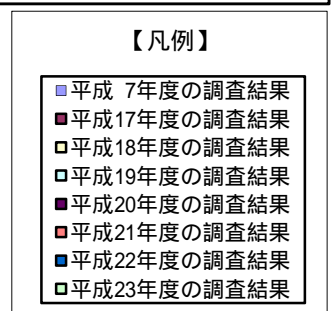 【凡例】
平成 7年度の調査結果
平成17年度の調査結果
平成18年度の調査結果
平成19年度の調査結果
平成20年度の調査結果
平成21年度の調査結果
平成22年度の調査結果
平成23年度の調査結果